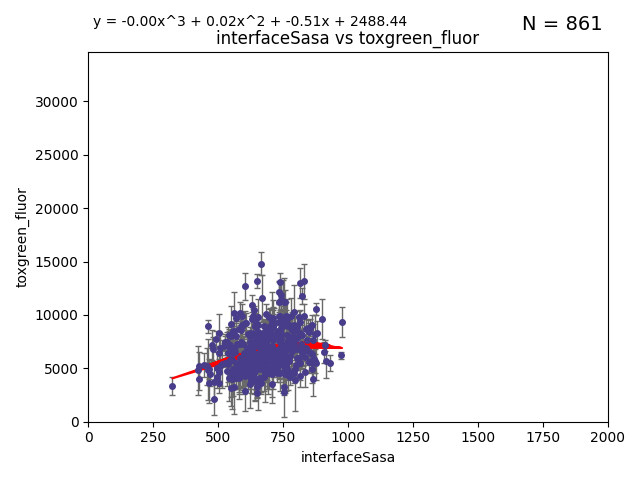 y = -0.00x^3 + 0.02x^2 + -0.51x + 2488.44
N = 861
interfaceSasa vs toxgreen_fluor
30000
25000
20000
15000
10000
5000
0
toxgreen_fluor
0 250 500 750 1000 1250 1500 1750 2000
interfaceSasa